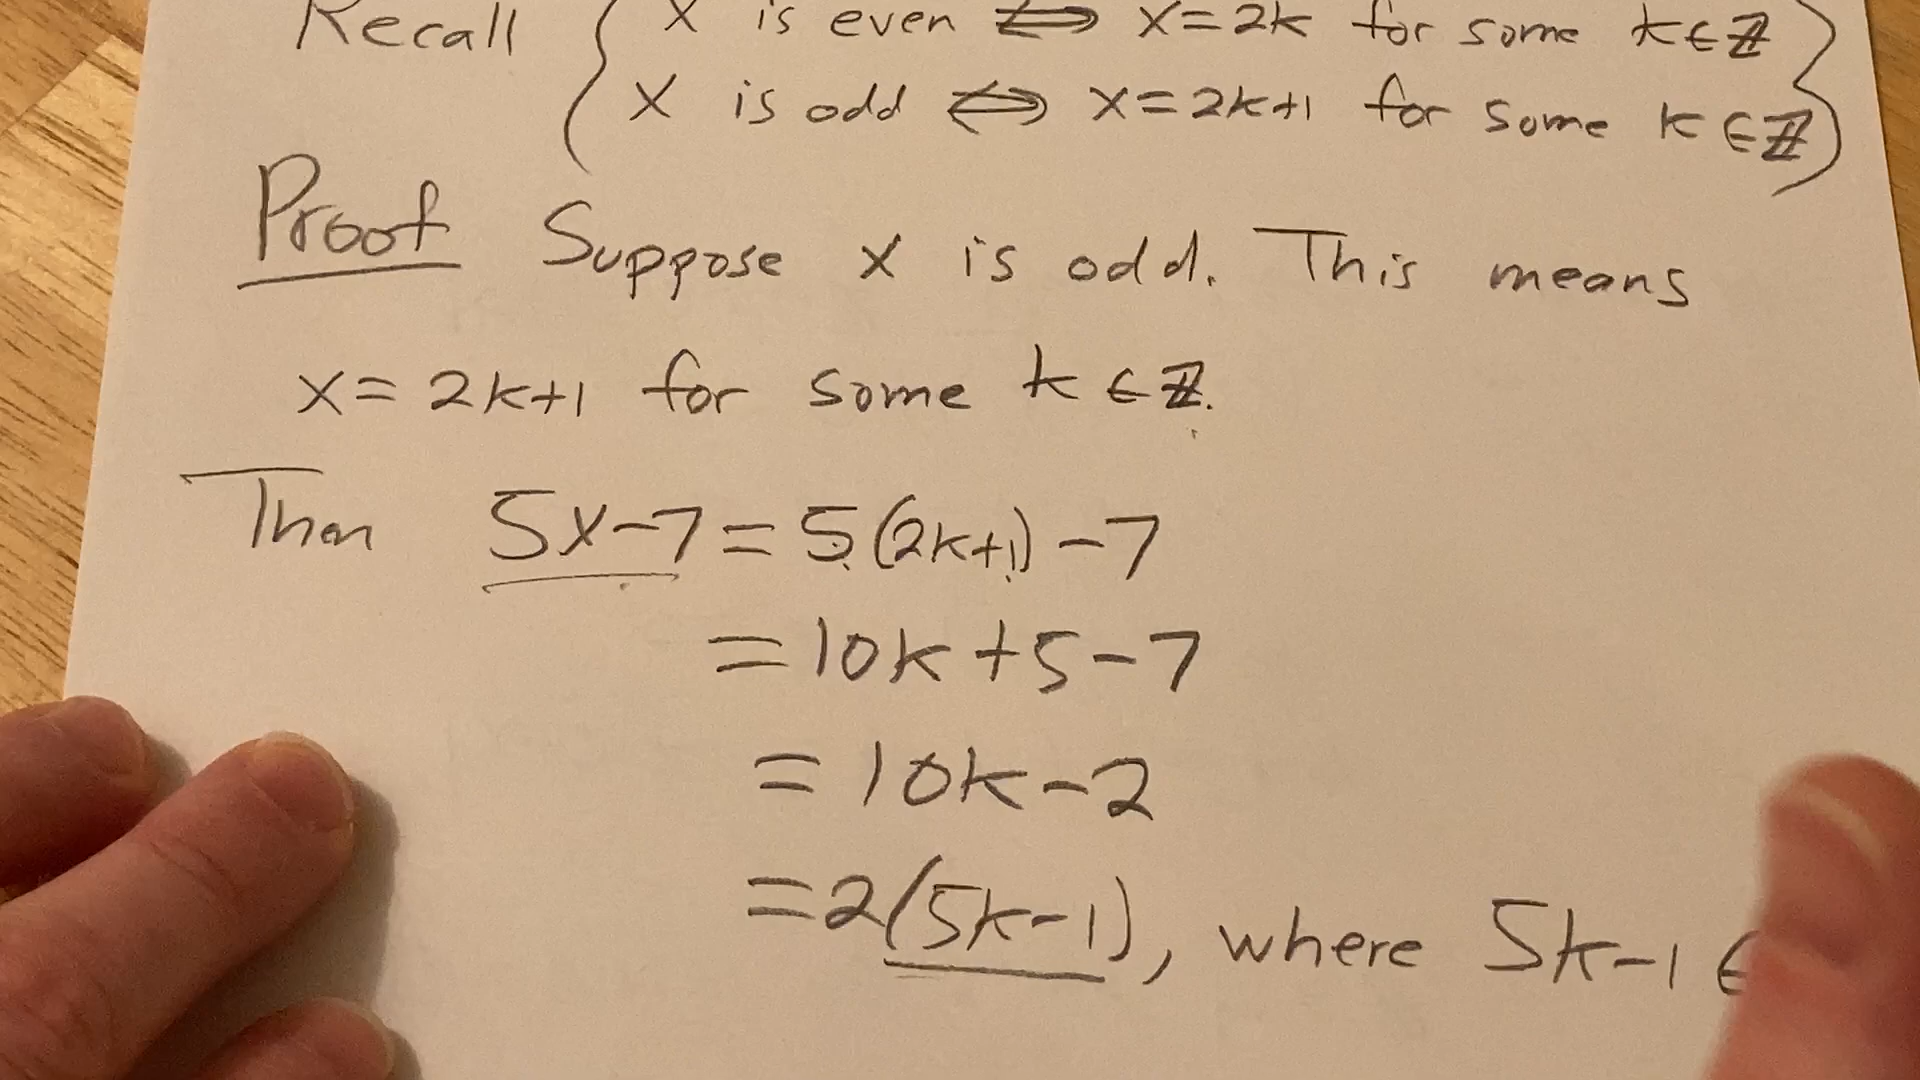 Recall { x is even ⟺ x=2k for some k∈ℤ
x is odd ⟺ x=2k+1 for some k∈ℤ }
Proof Suppose x is odd. This means
x=2k+1 for some k∈ℤ.
Then 5x-7=5(2k+1)-7
=10k+5-7
=10k-2
=2(5k-1), where 5k-1 ∈